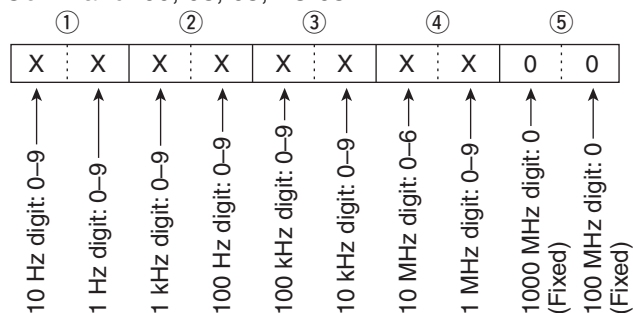 ① ② ③ ④ ⑤
X X X X X X X X 0 0
10 Hz digit: 0–9
1 Hz digit: 0–9
1 kHz digit: 0–9
100 Hz digit: 0–9
100 kHz digit: 0–9
10 kHz digit: 0–9
10 MHz digit: 0–6
1 MHz digit: 0–9
1000 MHz digit: 0
(Fixed)
100 MHz digit: 0
(Fixed)